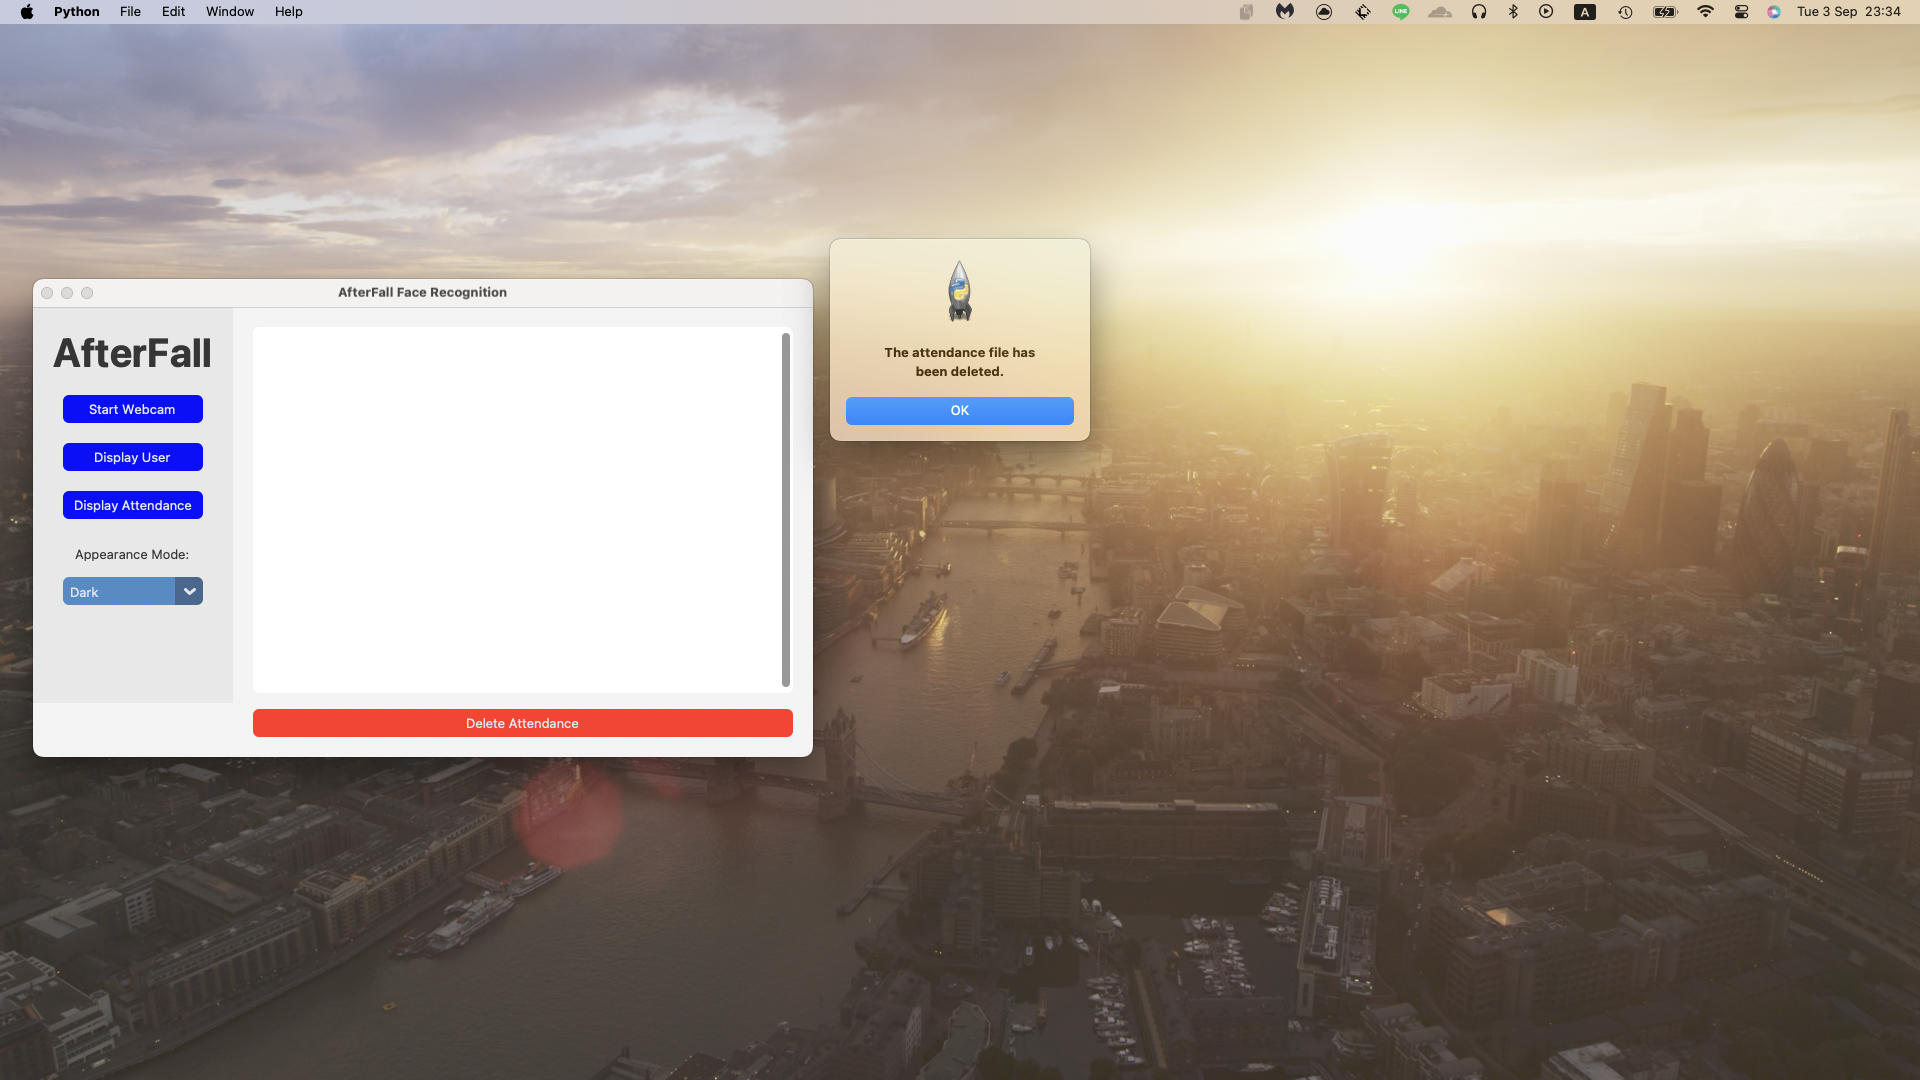 Python File Edit Window Help
LINE
A
Tue 3 Sep 23:34
AfterFall Face Recognition
AfterFall
Start Webcam
Display User
Display Attendance
Appearance Mode:
Dark
Delete Attendance
The attendance file has
been deleted.
OK